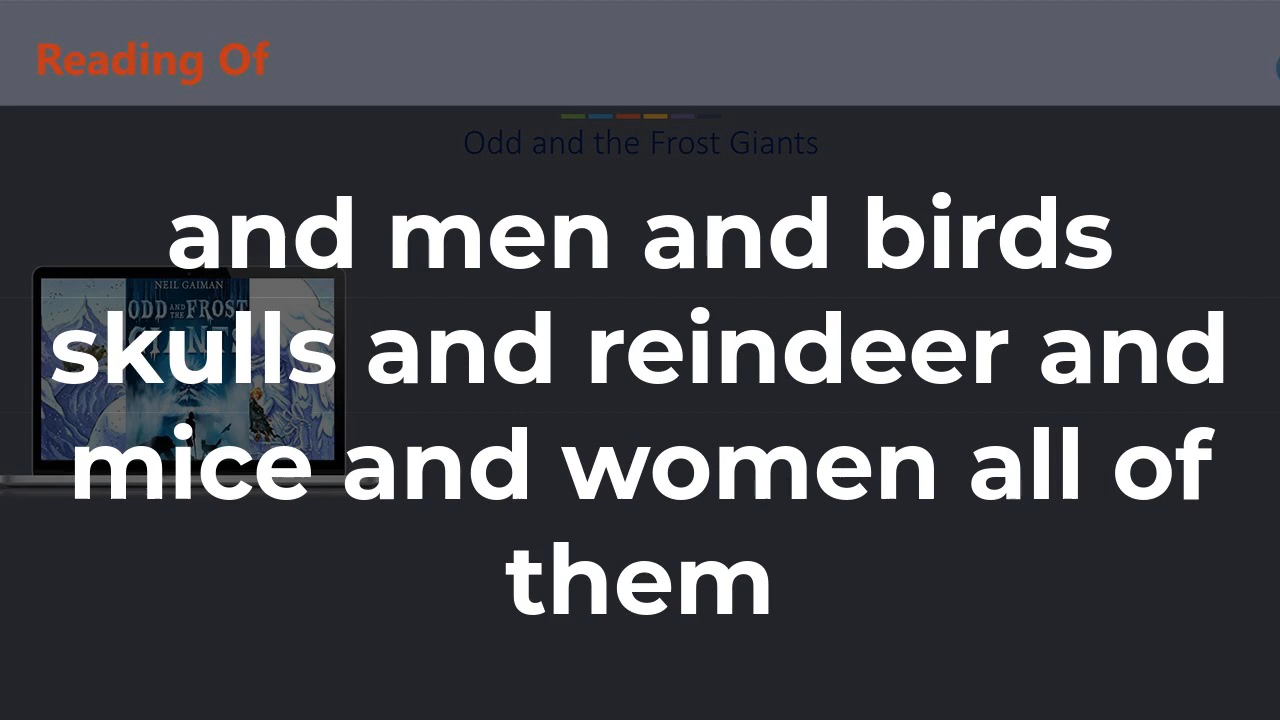 Reading Of
Odd and the Frost Giants
and men and birds
skulls and reindeer and
mice and women all of
them
NEIL GAIMAN
ODD AND THE FROST
GIANTS